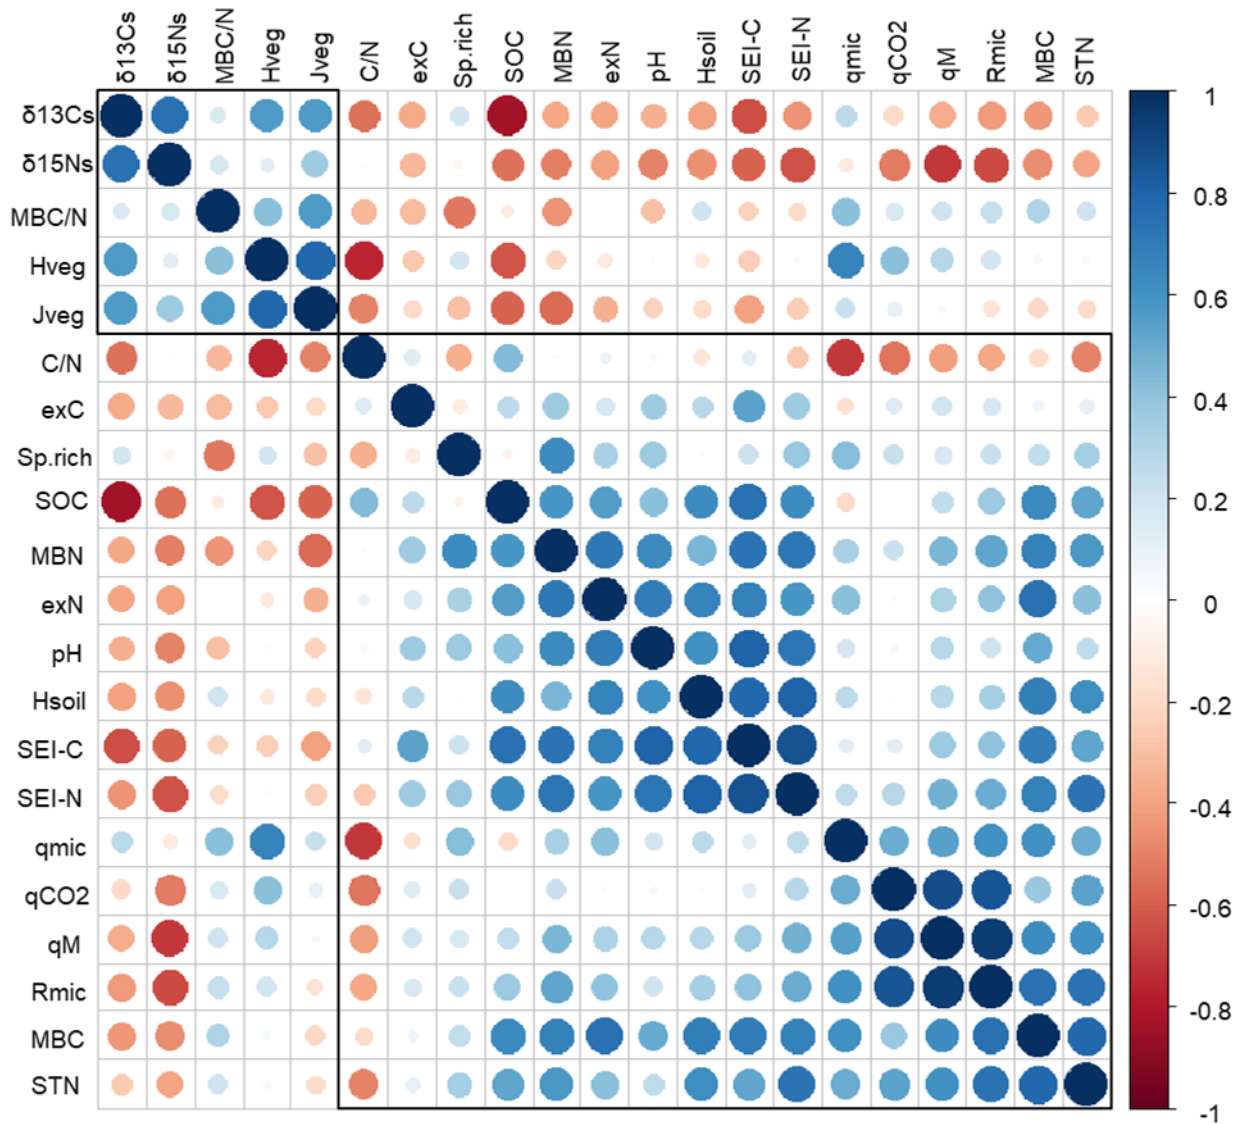 δ13Cs
δ15Ns
MBC/N
Hveg
Jveg
C/N
exC
Sp.rich
SOC
MBN
exN
pH
Hsoil
SEI-C
SEI-N
qmic
qCO2
qM
Rmic
MBC
STN
δ13Cs
δ15Ns
MBC/N
Hveg
Jveg
C/N
exC
Sp.rich
SOC
MBN
exN
pH
Hsoil
SEI-C
SEI-N
qmic
qCO2
qM
Rmic
MBC
STN
1
0.8
0.6
0.4
0.2
0
-0.2
-0.4
-0.6
-0.8
-1